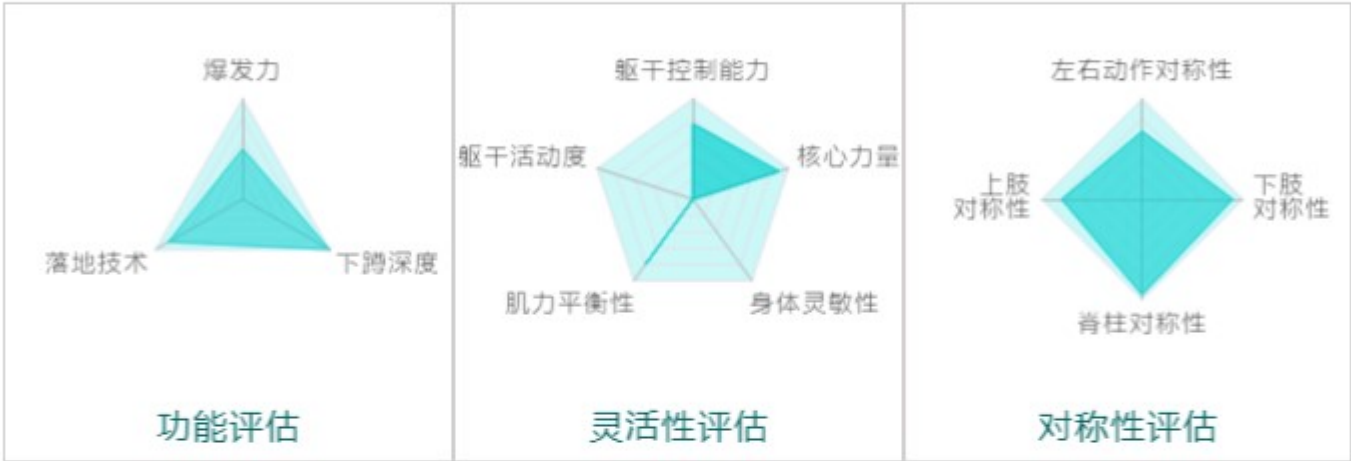 爆发力
落地技术
下蹲深度
功能评估
躯干控制能力
躯干活动度
核心力量
肌力平衡性
身体灵敏性
灵活性评估
左右动作对称性
上肢
对称性
下肢
对称性
脊柱对称性
对称性评估